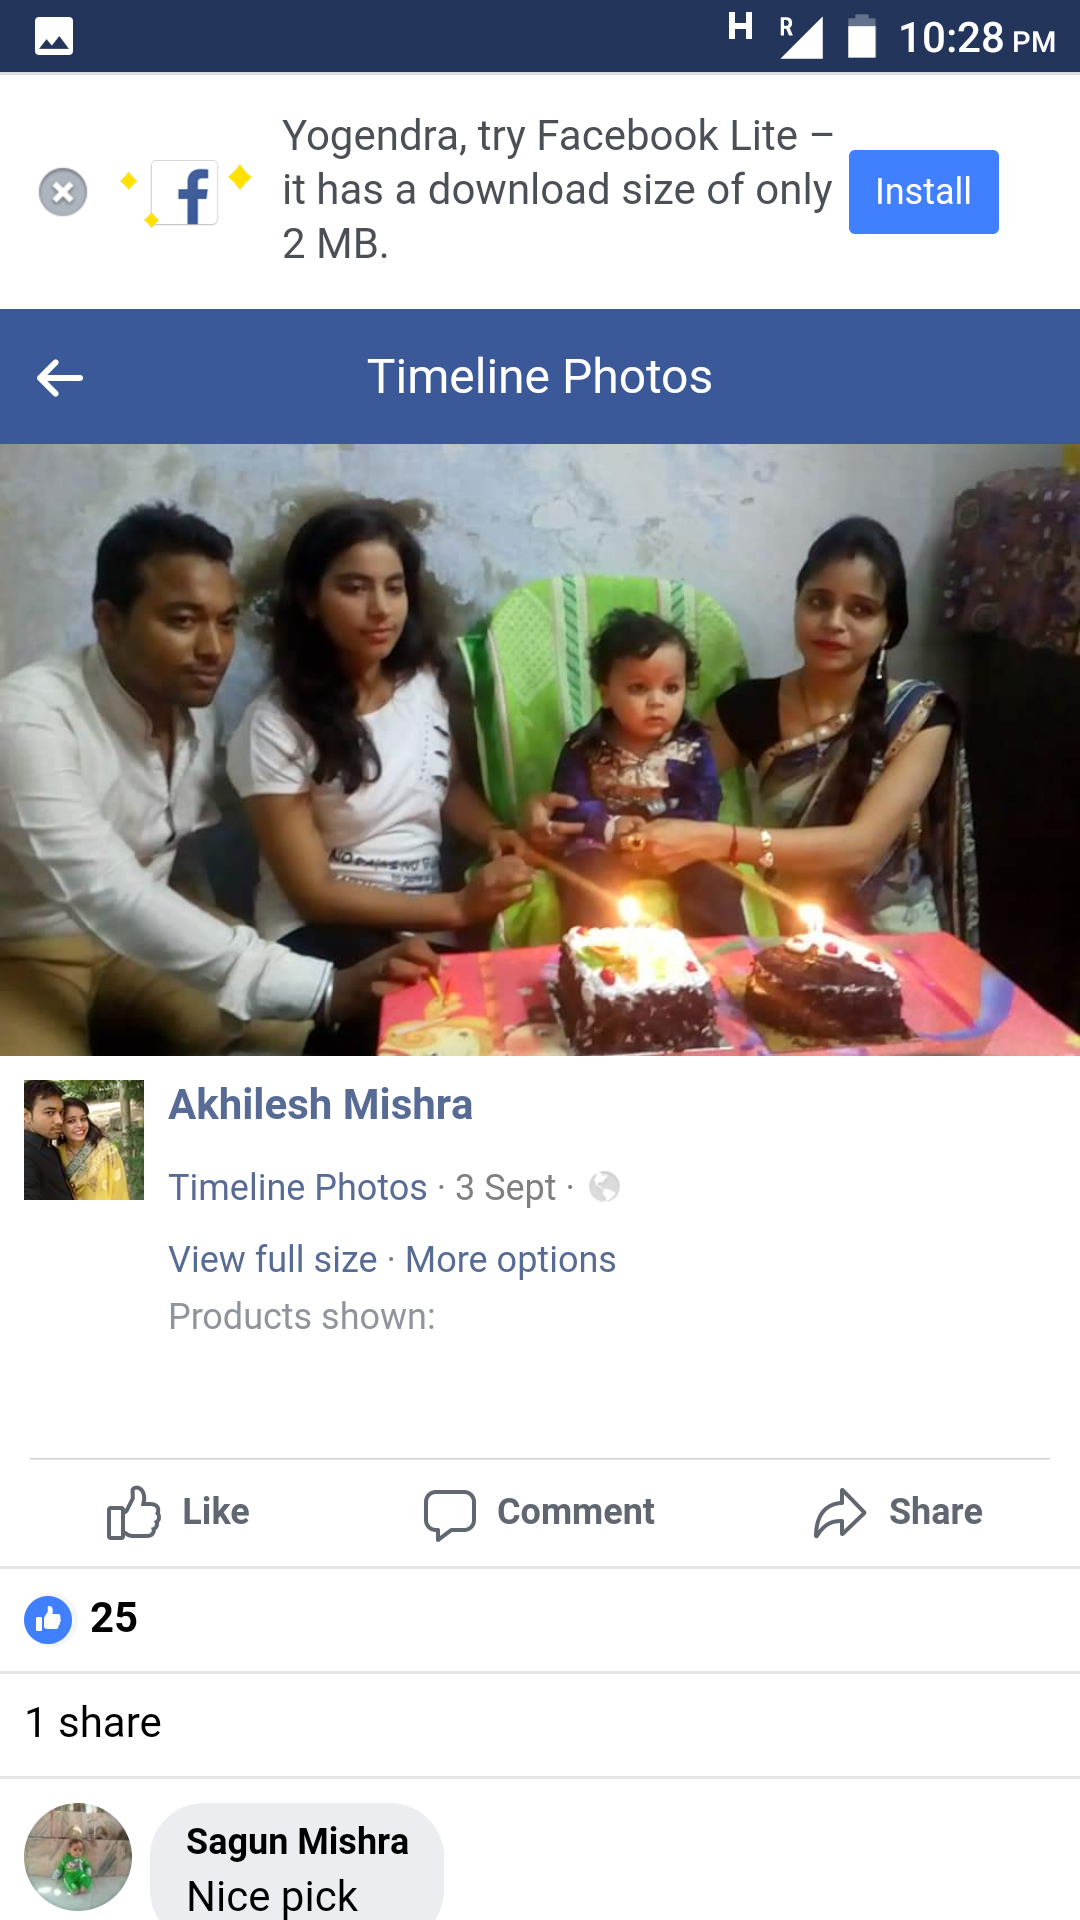 H R 10:28 PM
Yogendra, try Facebook Lite –
it has a download size of only
2 MB.
Install
Timeline Photos
Akhilesh Mishra
Timeline Photos · 3 Sept ·
View full size · More options
Products shown:
Like Comment Share
25
1 share
Sagun Mishra
Nice pick